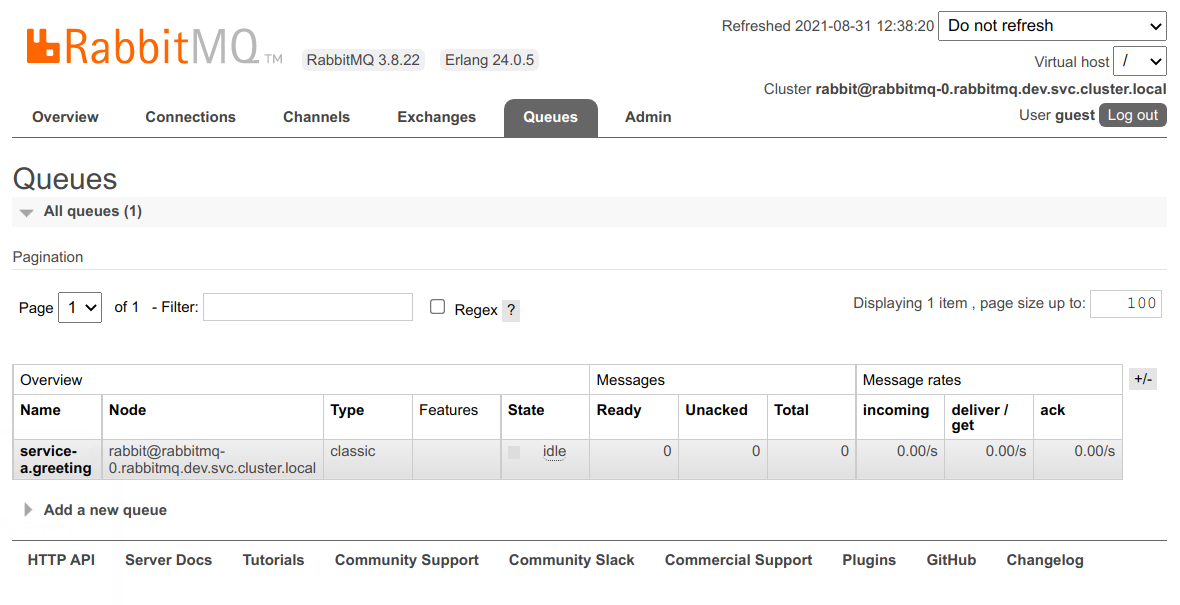 Refreshed 2021-08-31 12:38:20 Do not refresh
RabbitMQ TM RabbitMQ 3.8.22 Erlang 24.0.5
Virtual host /
Cluster rabbit@rabbitmq-0.rabbitmq.dev.svc.cluster.local
User guest Log out
Overview Connections Channels Exchanges Queues Admin
Queues
All queues (1)
Pagination
Page 1 of 1 - Filter: Regex ? Displaying 1 item , page size up to: 100
Overview Messages Message rates +/-
Name Node Type Features State Ready Unacked Total incoming deliver /
get ack
service-
a.greeting rabbit@rabbitmq-
0.rabbitmq.dev.svc.cluster.local classic idle 0 0 0 0.00/s 0.00/s 0.00/s
Add a new queue
HTTP API Server Docs Tutorials Community Support Community Slack Commercial Support Plugins GitHub Changelog